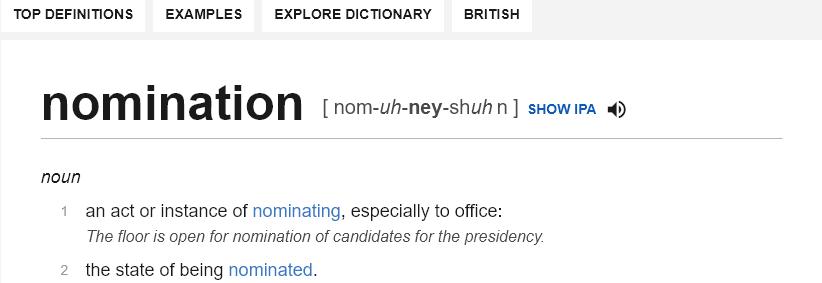 TOP DEFINITIONS EXAMPLES EXPLORE DICTIONARY BRITISH
nomination [ nom-uh-ney-shuh n ] SHOW IPA
noun
1 an act or instance of nominating, especially to office:
The floor is open for nomination of candidates for the presidency.
2 the state of being nominated.